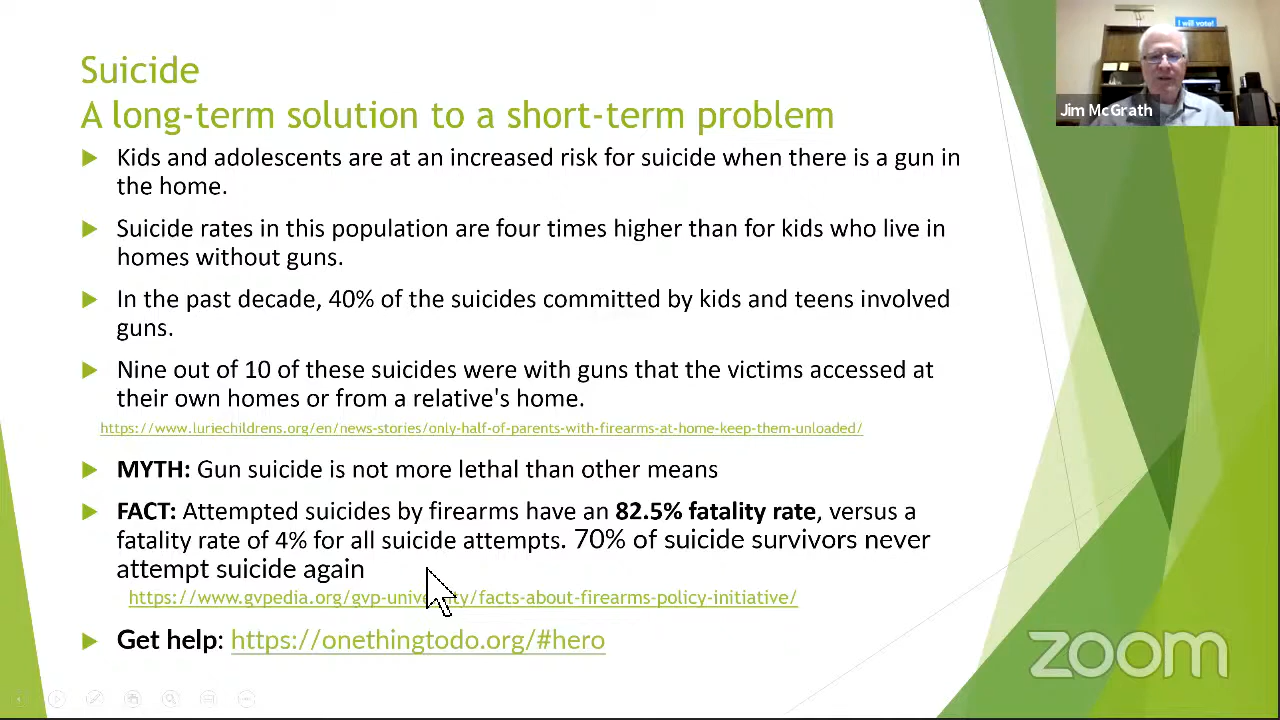 I will vote!
Jim McGrath
Suicide
A long-term solution to a short-term problem
Kids and adolescents are at an increased risk for suicide when there is a gun in
the home.
Suicide rates in this population are four times higher than for kids who live in
homes without guns.
In the past decade, 40% of the suicides committed by kids and teens involved
guns.
Nine out of 10 of these suicides were with guns that the victims accessed at
their own homes or from a relative's home.
https://www.luriechildrens.org/en/news-stories/only-half-of-parents-with-firearms-at-home-keep-them-unloaded/
MYTH: Gun suicide is not more lethal than other means
FACT: Attempted suicides by firearms have an 82.5% fatality rate, versus a
fatality rate of 4% for all suicide attempts. 70% of suicide survivors never
attempt suicide again
https://www.gvpedia.org/gvp-university/facts-about-firearms-policy-initiative/
Get help: https://onethingtodo.org/#hero
zoom